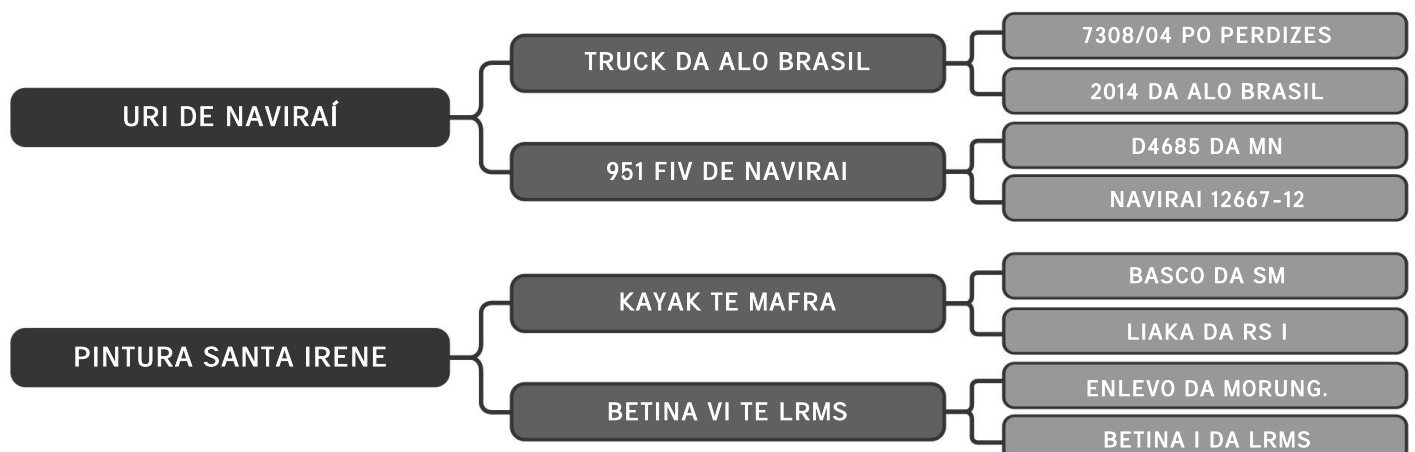 URI DE NAVIRAÍ
TRUCK DA ALO BRASIL
7308/04 PO PERDIZES
2014 DA ALO BRASIL
951 FIV DE NAVIRAI
D4685 DA MN
NAVIRAI 12667-12
PINTURA SANTA IRENE
KAYAK TE MAFRA
BASCO DA SM
LIAKA DA RS I
BETINA VI TE LRMS
ENLEVO DA MORUNG.
BETINA I DA LRMS